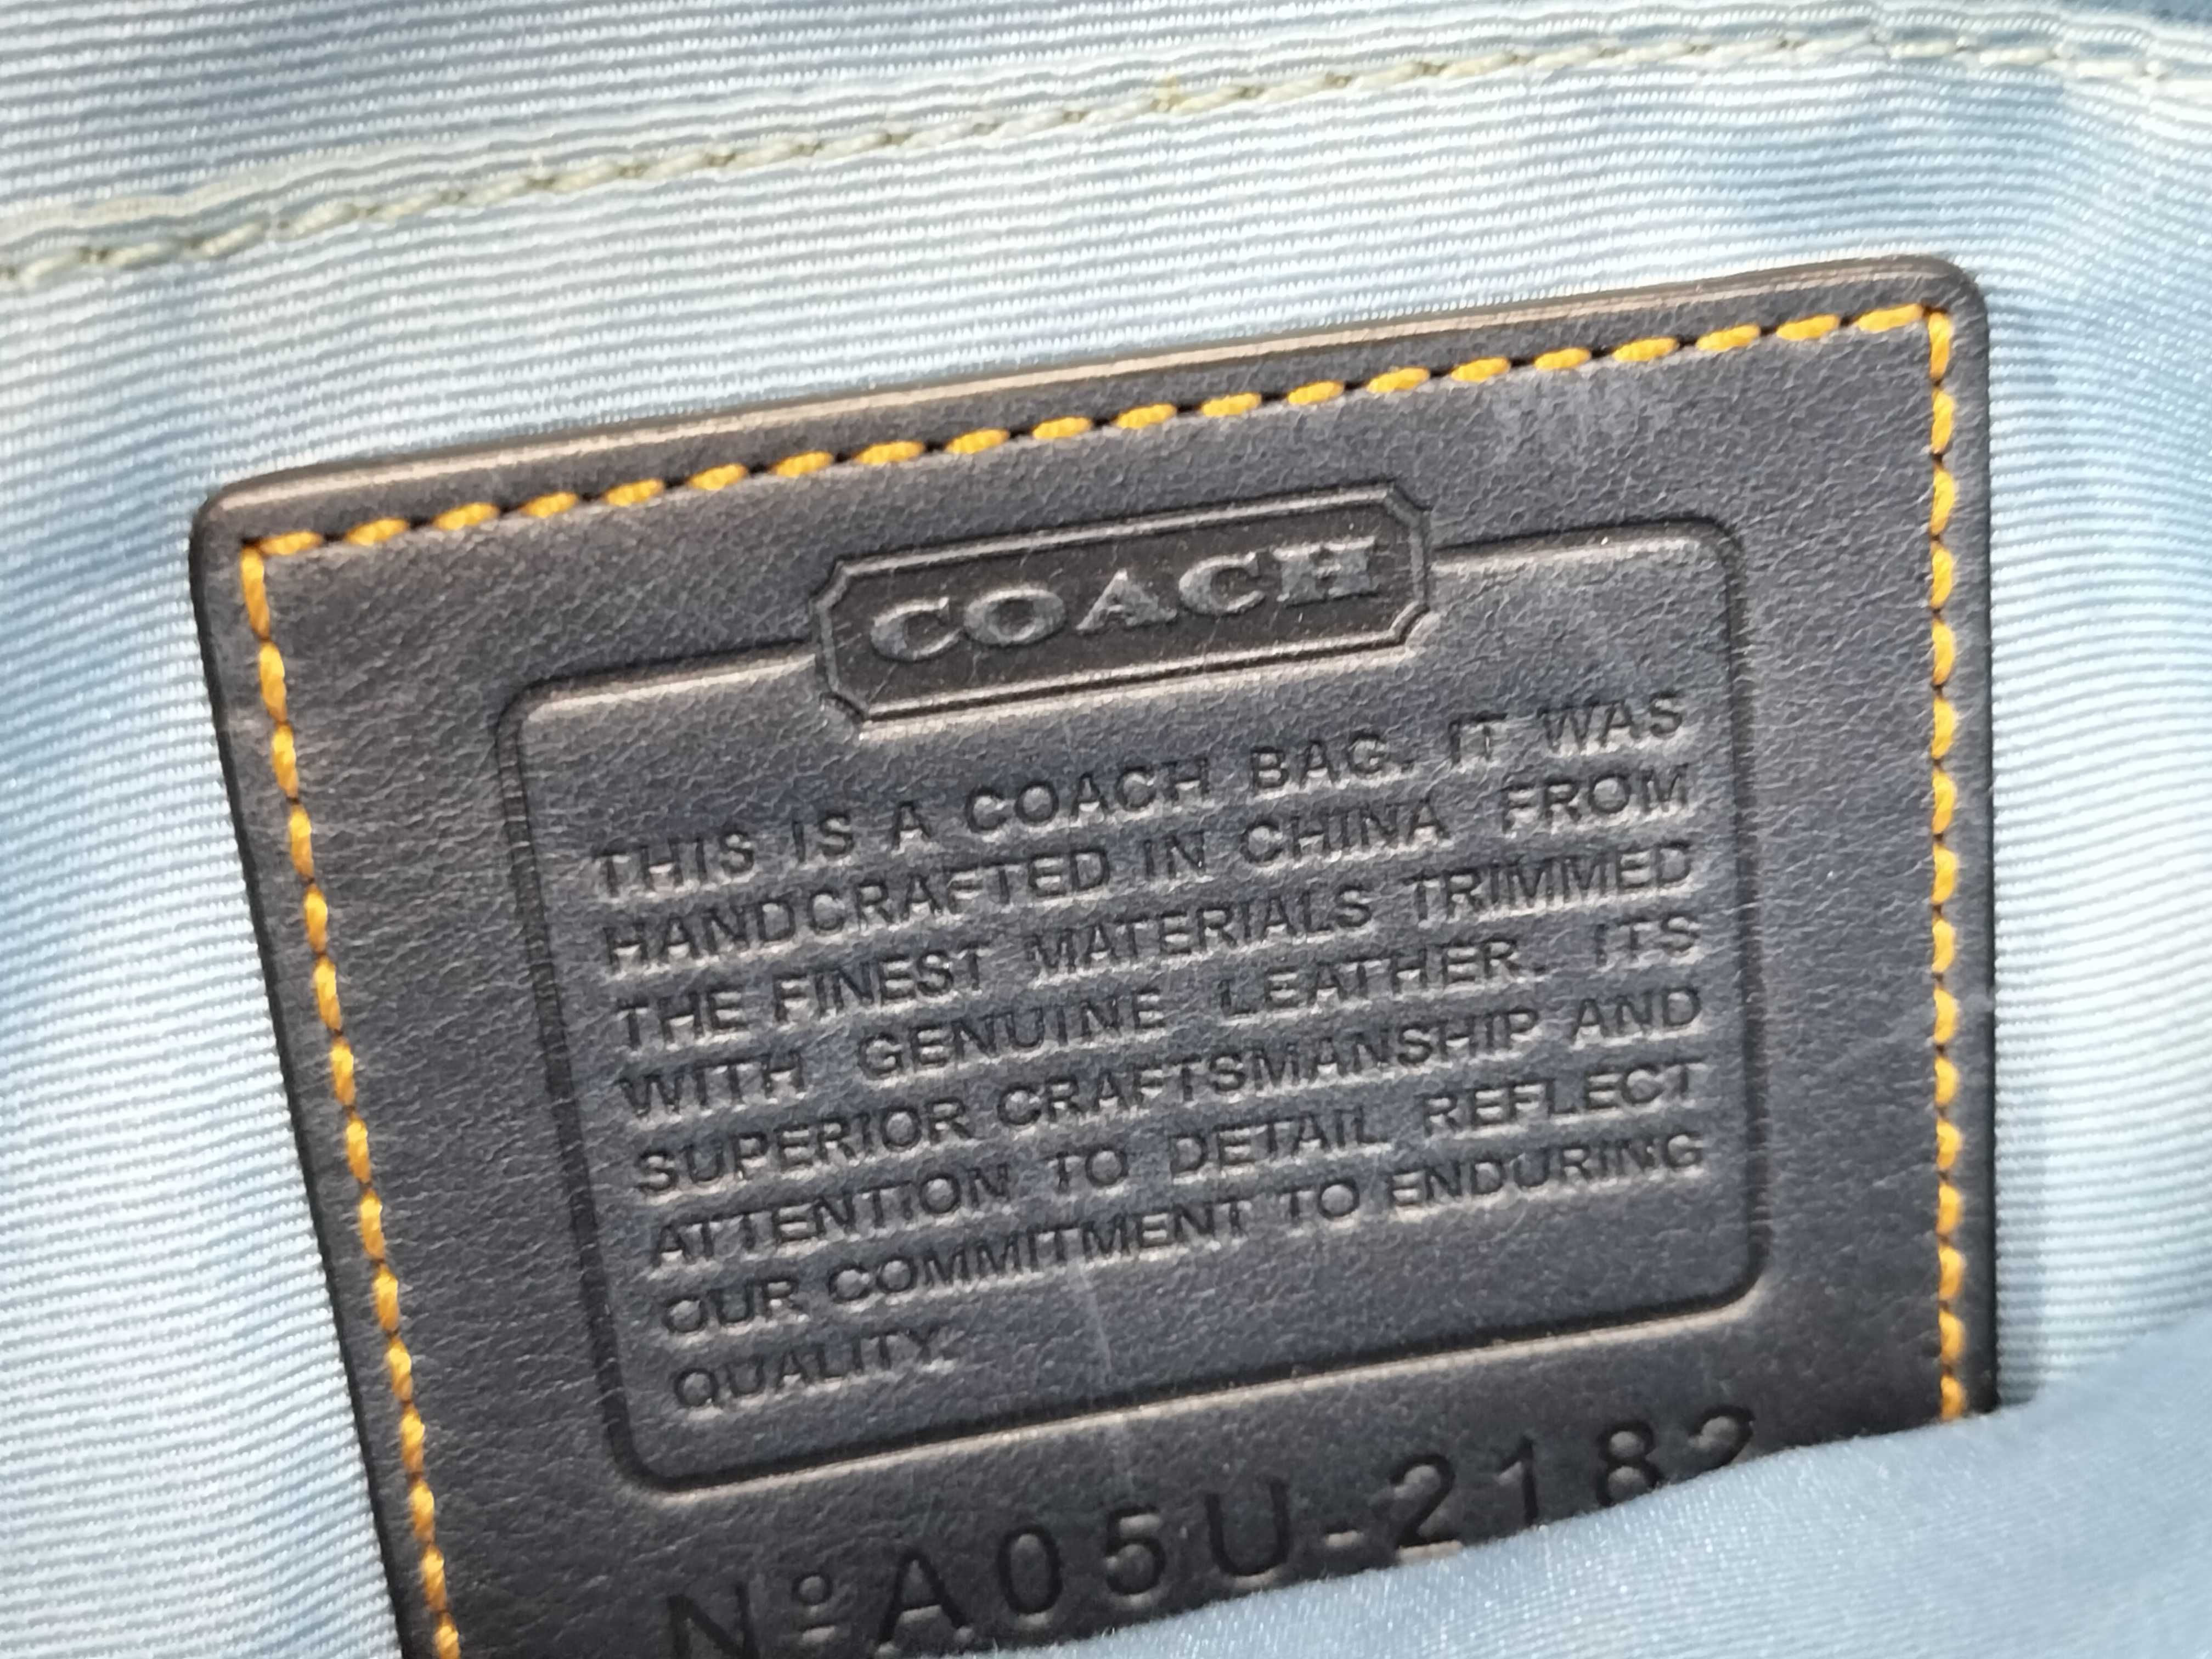 COACH
THIS IS A COACH BAG. IT WAS
HANDCRAFTED IN CHINA FROM
THE FINEST MATERIALS TRIMMED
WITH GENUINE LEATHER. ITS
SUPERIOR CRAFTSMANSHIP AND
ATTENTION TO DETAIL REFLECT
OUR COMMITMENT TO ENDURING
QUALITY.
Nº A05U-2182